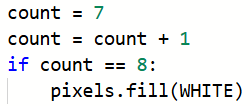 count = 7
count = count + 1
if count == 8:
    pixels.fill(WHITE)